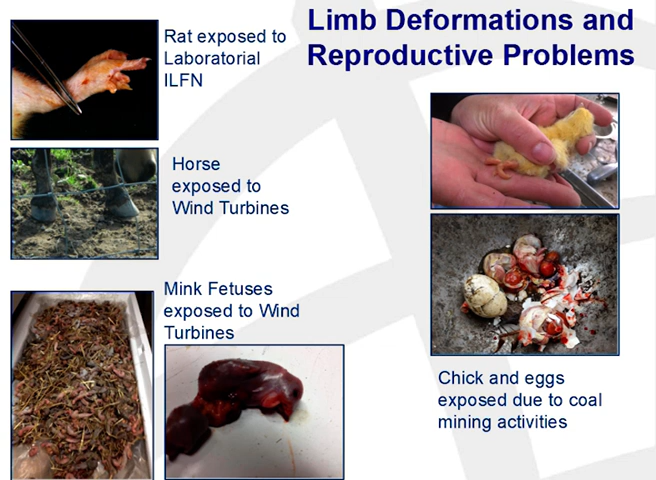 Limb Deformations and
Reproductive Problems
Rat exposed to
Laboratorial
ILFN
Horse
exposed to
Wind Turbines
Mink Fetuses
exposed to Wind
Turbines
Chick and eggs
exposed due to coal
mining activities